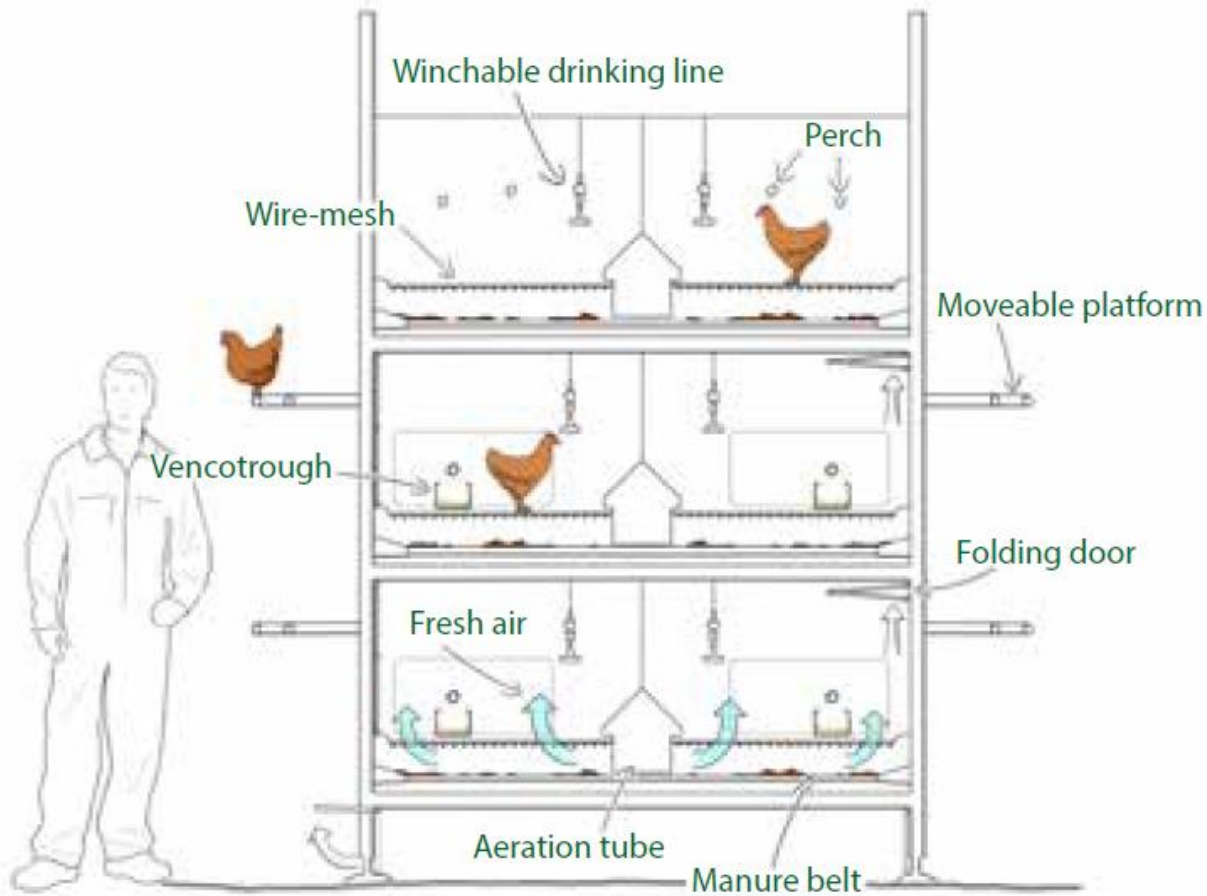 Winchable drinking line
Perch
Wire-mesh
Moveable platform
Vencotrough
Folding door
Fresh air
Aeration tube
Manure belt